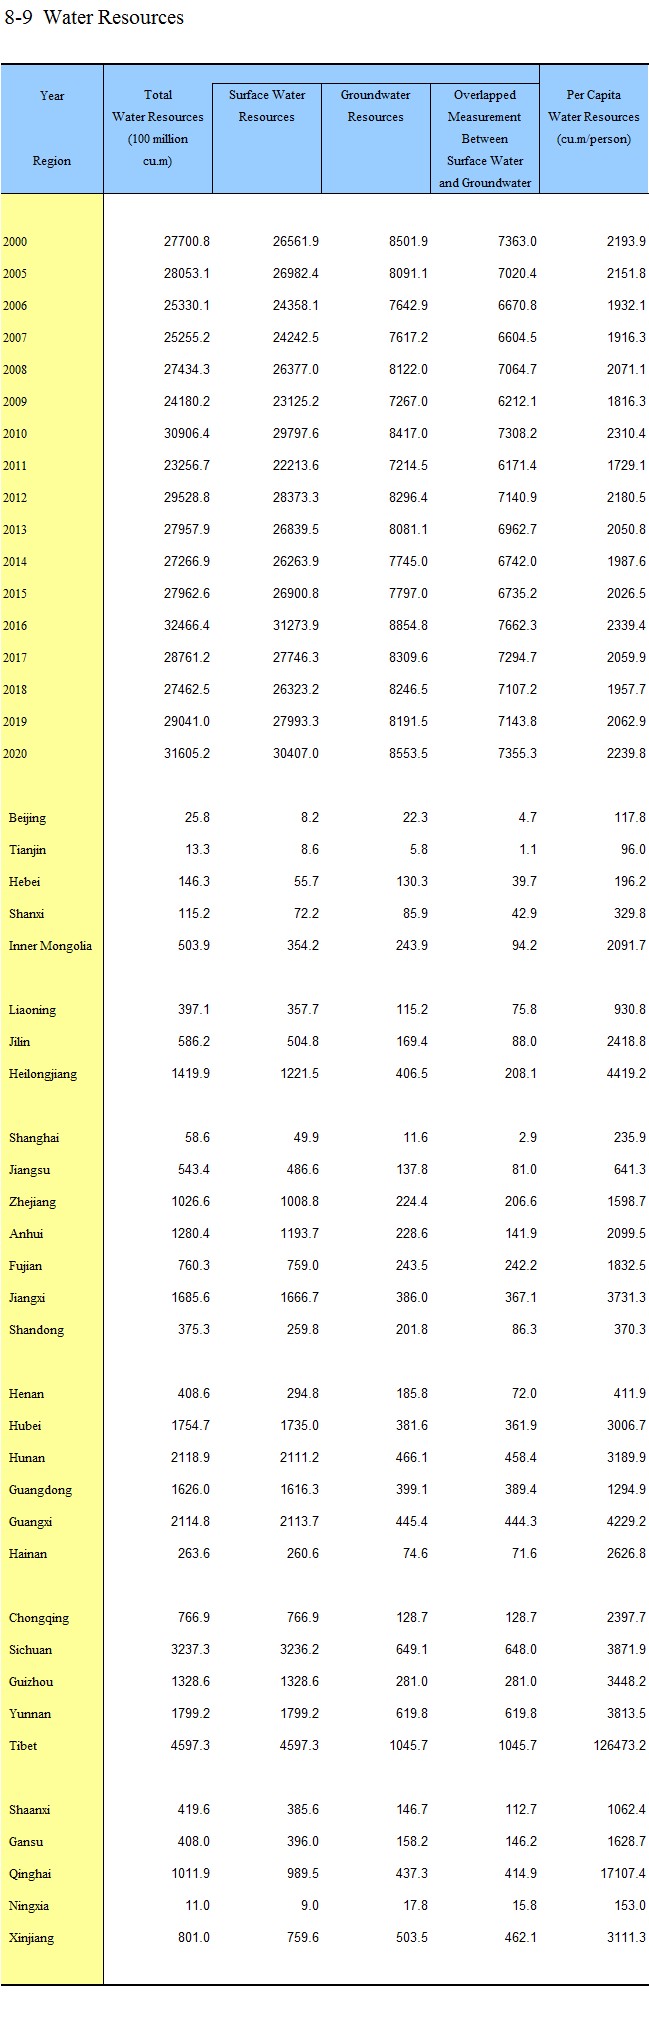 8-9 Water Resources
Year Total Surface Water Groundwater Overlapped Per Capita
Water Resources Resources Resources Measurement Water Resources
(100 million Between (cu.m/person)
Region cu.m) Surface Water
and Groundwater
2000 27700.8 26561.9 8501.9 7363.0 2193.9
2005 28053.1 26982.4 8091.1 7020.4 2151.8
2006 25330.1 24358.1 7642.9 6670.8 1932.1
2007 25255.2 24242.5 7617.2 6604.5 1916.3
2008 27434.3 26377.0 8122.0 7064.7 2071.1
2009 24180.2 23125.2 7267.0 6212.1 1816.3
2010 30906.4 29797.6 8417.0 7308.2 2310.4
2011 23256.7 22213.6 7214.5 6171.4 1729.1
2012 29528.8 28373.3 8296.4 7140.9 2180.5
2013 27957.9 26839.5 8081.1 6962.7 2050.8
2014 27266.9 26263.9 7745.0 6742.0 1987.6
2015 27962.6 26900.8 7797.0 6735.2 2026.5
2016 32466.4 31273.9 8854.8 7662.3 2339.4
2017 28761.2 27746.3 8309.6 7294.7 2059.9
2018 27462.5 26323.2 8246.5 7107.2 1957.7
2019 29041.0 27993.3 8191.5 7143.8 2062.9
2020 31605.2 30407.0 8553.5 7355.3 2239.8
Beijing 25.8 8.2 22.3 4.7 117.8
Tianjin 13.3 8.6 5.8 1.1 96.0
Hebei 146.3 55.7 130.3 39.7 196.2
Shanxi 115.2 72.2 85.9 42.9 329.8
Inner Mongolia 503.9 354.2 243.9 94.2 2091.7
Liaoning 397.1 357.7 115.2 75.8 930.8
Jilin 586.2 504.8 169.4 88.0 2418.8
Heilongjiang 1419.9 1221.5 406.5 208.1 4419.2
Shanghai 58.6 49.9 11.6 2.9 235.9
Jiangsu 543.4 486.6 137.8 81.0 641.3
Zhejiang 1026.6 1008.8 224.4 206.6 1598.7
Anhui 1280.4 1193.7 228.6 141.9 2099.5
Fujian 760.3 759.0 243.5 242.2 1832.5
Jiangxi 1685.6 1666.7 386.0 367.1 3731.3
Shandong 375.3 259.8 201.8 86.3 370.3
Henan 408.6 294.8 185.8 72.0 411.9
Hubei 1754.7 1735.0 381.6 361.9 3006.7
Hunan 2118.9 2111.2 466.1 458.4 3189.9
Guangdong 1626.0 1616.3 399.1 389.4 1294.9
Guangxi 2114.8 2113.7 445.4 444.3 4229.2
Hainan 263.6 260.6 74.6 71.6 2626.8
Chongqing 766.9 766.9 128.7 128.7 2397.7
Sichuan 3237.3 3236.2 649.1 648.0 3871.9
Guizhou 1328.6 1328.6 281.0 281.0 3448.2
Yunnan 1799.2 1799.2 619.8 619.8 3813.5
Tibet 4597.3 4597.3 1045.7 1045.7 126473.2
Shaanxi 419.6 385.6 146.7 112.7 1062.4
Gansu 408.0 396.0 158.2 146.2 1628.7
Qinghai 1011.9 989.5 437.3 414.9 17107.4
Ningxia 11.0 9.0 17.8 15.8 153.0
Xinjiang 801.0 759.6 503.5 462.1 3111.3